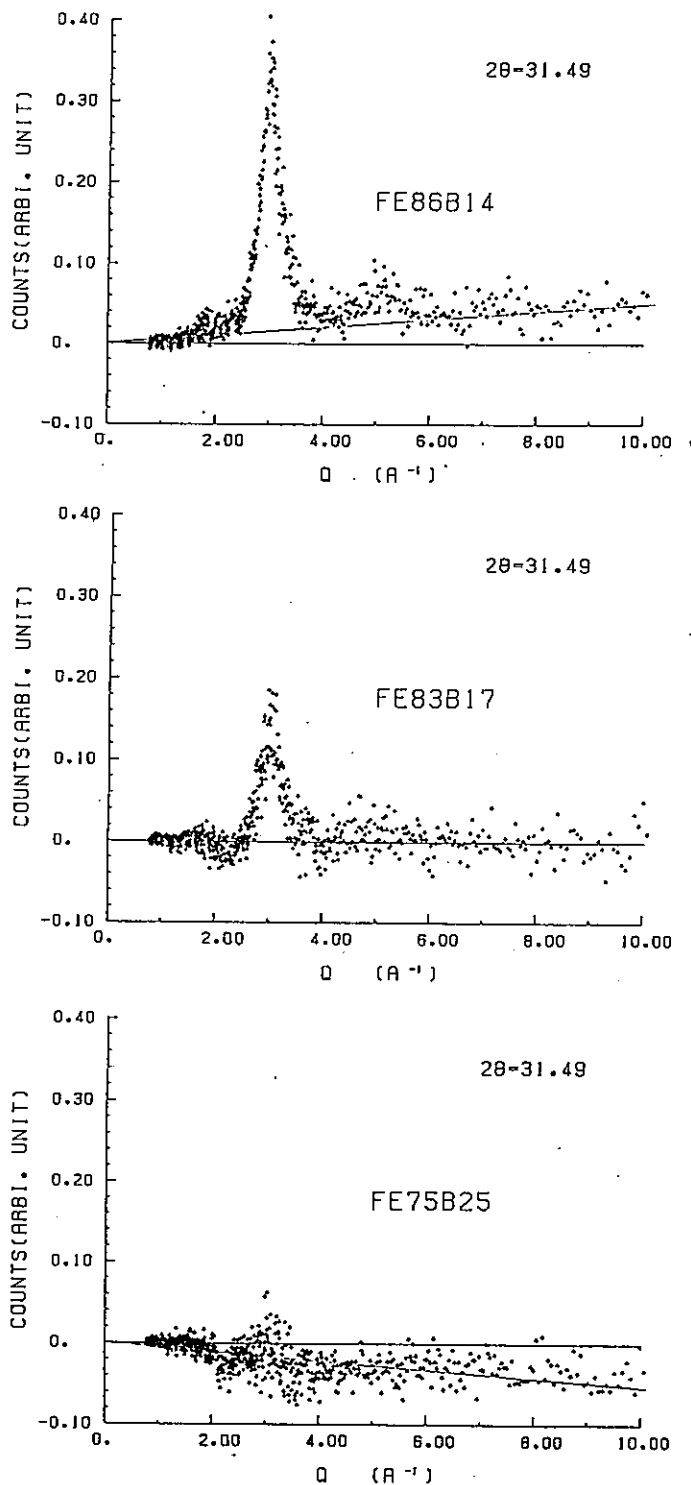 0.40
2θ=31.49
0.30
COUNTS(ARBI. UNIT)
0.20
FE86B14
0.10
0.
-0.10
0. 2.00 4.00 6.00 8.00 10.00
Q (A⁻¹)
0.40
2θ=31.49
0.30
COUNTS(ARBI. UNIT)
0.20
FE83B17
0.10
0.
-0.10
0. 2.00 4.00 6.00 8.00 10.00
Q (A⁻¹)
0.40
2θ=31.49
0.30
COUNTS(ARBI. UNIT)
0.20
FE75B25
0.10
0.
-0.10
0. 2.00 4.00 6.00 8.00 10.00
Q (A⁻¹)